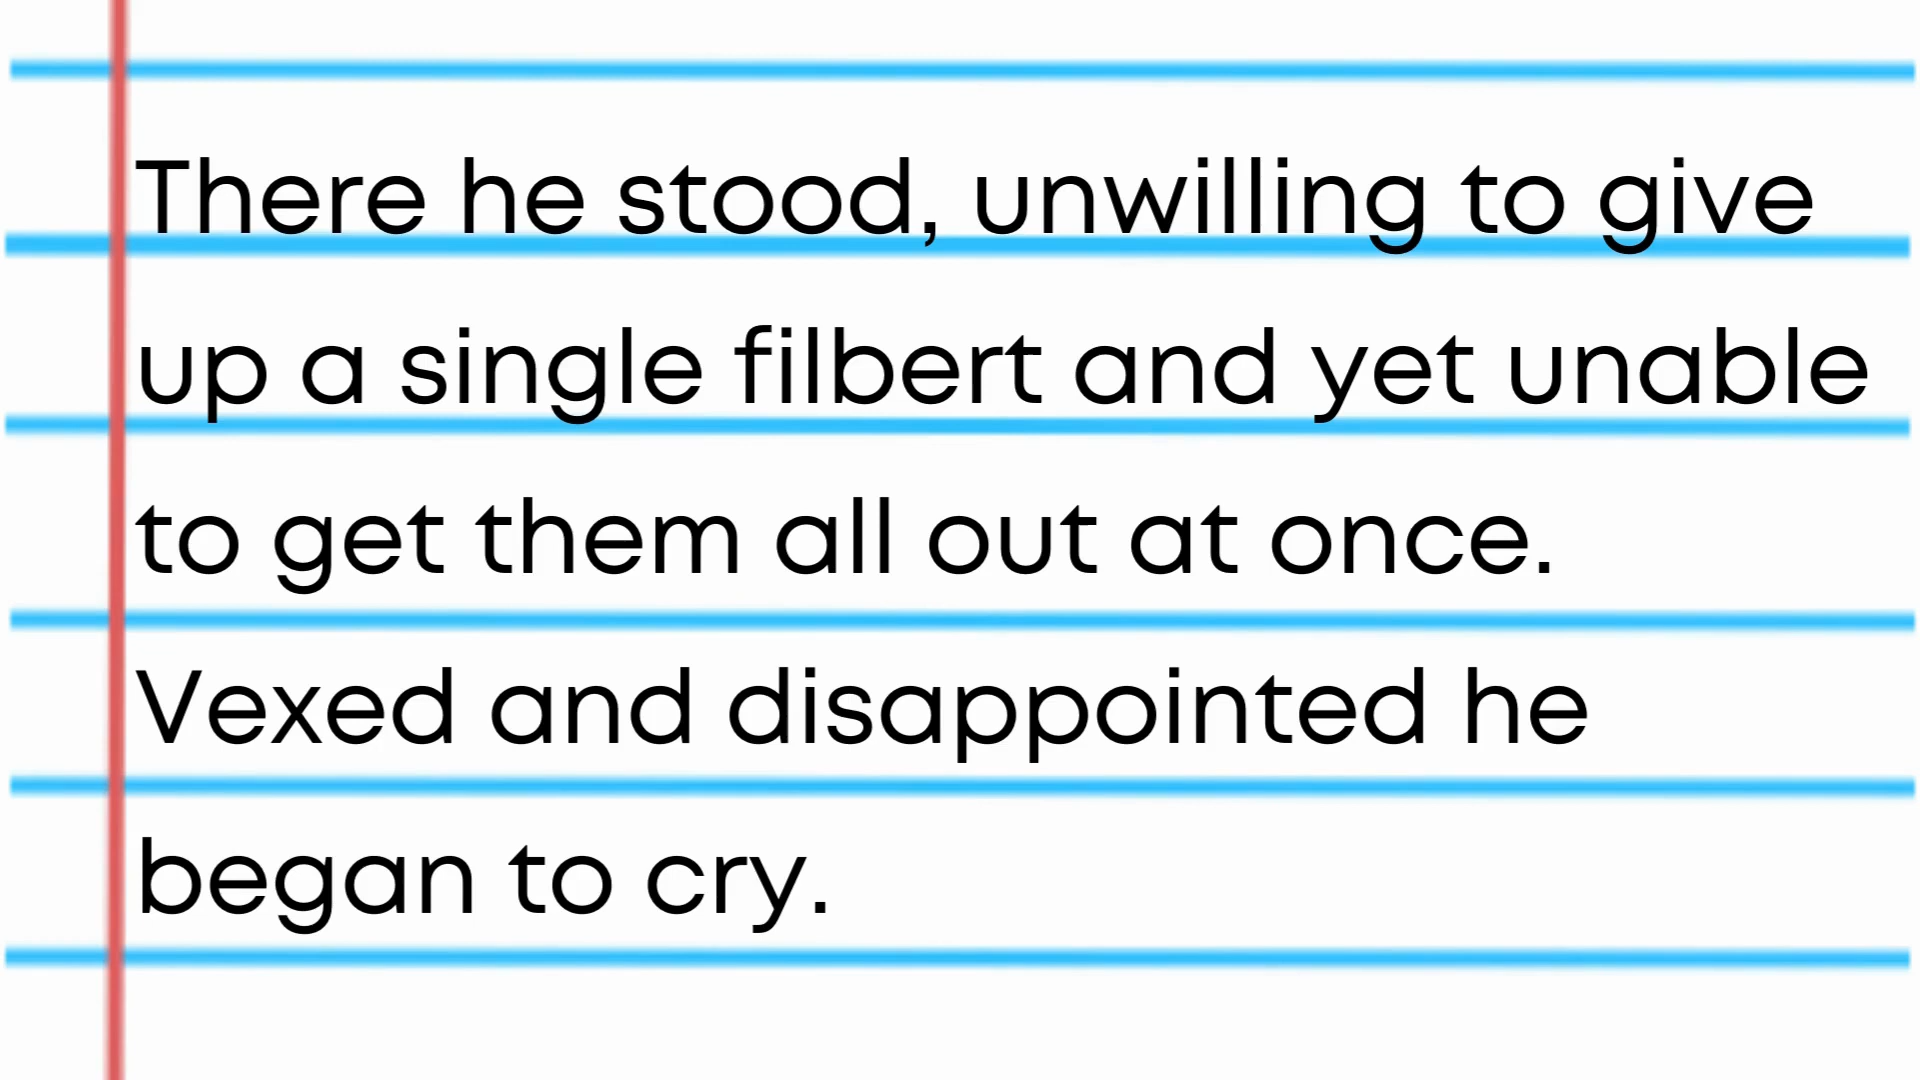 There he stood, unwilling to give
up a single filbert and yet unable
to get them all out at once.
Vexed and disappointed he
began to cry.